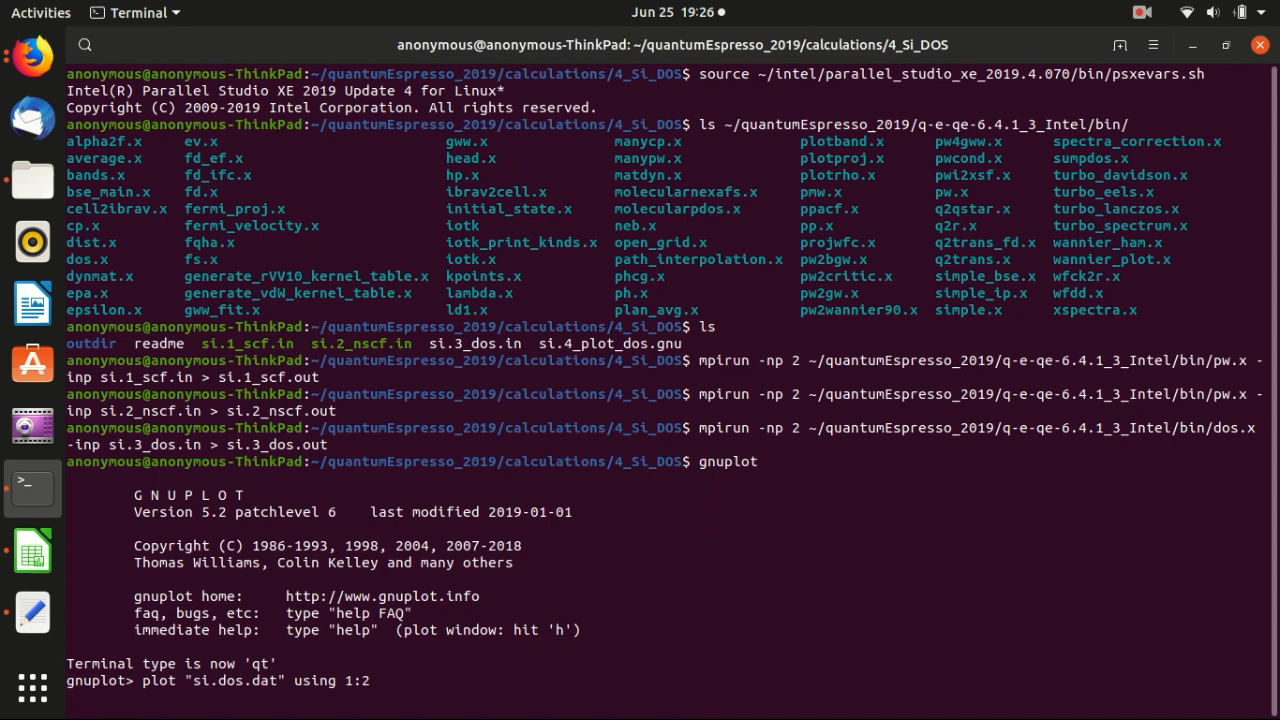 Activities Terminal Jun 25 19:26
anonymous@anonymous-ThinkPad: ~/quantumEspresso_2019/calculations/4_Si_DOS
anonymous@anonymous-ThinkPad:~/quantumEspresso_2019/calculations/4_Si_DOS$ source ~/intel/parallel_studio_xe_2019.4.070/bin/psxevars.sh
Intel(R) Parallel Studio XE 2019 Update 4 for Linux*
Copyright (C) 2009-2019 Intel Corporation. All rights reserved.
anonymous@anonymous-ThinkPad:~/quantumEspresso_2019/calculations/4_Si_DOS$ ls ~/quantumEspresso_2019/q-e-qe-6.4.1_3_Intel/bin/
alpha2f.x ev.x gww.x manycp.x plotband.x pw4gww.x spectra_correction.x
average.x fd_ef.x head.x manypw.x plotproj.x pwcond.x sumpdos.x
bands.x fd_ifc.x hp.x matdyn.x plotrho.x pwi2xsf.x turbo_davidson.x
bse_main.x fd.x ibrav2cell.x molecularnexafs.x pmw.x pw.x turbo_eels.x
cell2ibrav.x fermi_proj.x initial_state.x molecularpdos.x ppacf.x q2qstar.x turbo_lanczos.x
cp.x fermi_velocity.x iotk neb.x pp.x q2r.x turbo_spectrum.x
dist.x fqha.x iotk_print_kinds.x open_grid.x projwfc.x q2trans_fd.x wannier_ham.x
dos.x fs.x iotk.x path_interpolation.x pw2bgw.x q2trans.x wannier_plot.x
dynmat.x generate_rVV10_kernel_table.x kpoints.x phcg.x pw2critic.x simple_bse.x wfck2r.x
epa.x generate_vdW_kernel_table.x lambda.x ph.x pw2gw.x simple_ip.x wfdd.x
epsilon.x gww_fit.x ld1.x plan_avg.x pw2wannier90.x simple.x xspectra.x
anonymous@anonymous-ThinkPad:~/quantumEspresso_2019/calculations/4_Si_DOS$ ls
outdir readme si.1_scf.in si.2_nscf.in si.3_dos.in si.4_plot_dos.gnu
anonymous@anonymous-ThinkPad:~/quantumEspresso_2019/calculations/4_Si_DOS$ mpirun -np 2 ~/quantumEspresso_2019/q-e-qe-6.4.1_3_Intel/bin/pw.x -
inp si.1_scf.in > si.1_scf.out
anonymous@anonymous-ThinkPad:~/quantumEspresso_2019/calculations/4_Si_DOS$ mpirun -np 2 ~/quantumEspresso_2019/q-e-qe-6.4.1_3_Intel/bin/pw.x -
inp si.2_nscf.in > si.2_nscf.out
anonymous@anonymous-ThinkPad:~/quantumEspresso_2019/calculations/4_Si_DOS$ mpirun -np 2 ~/quantumEspresso_2019/q-e-qe-6.4.1_3_Intel/bin/dos.x
-inp si.3_dos.in > si.3_dos.out
anonymous@anonymous-ThinkPad:~/quantumEspresso_2019/calculations/4_Si_DOS$ gnuplot
G N U P L O T
Version 5.2 patchlevel 6 last modified 2019-01-01
Copyright (C) 1986-1993, 1998, 2004, 2007-2018
Thomas Williams, Colin Kelley and many others
gnuplot home: http://www.gnuplot.info
faq, bugs, etc: type "help FAQ"
immediate help: type "help" (plot window: hit 'h')
Terminal type is now 'qt'
gnuplot> plot "si.dos.dat" using 1:2